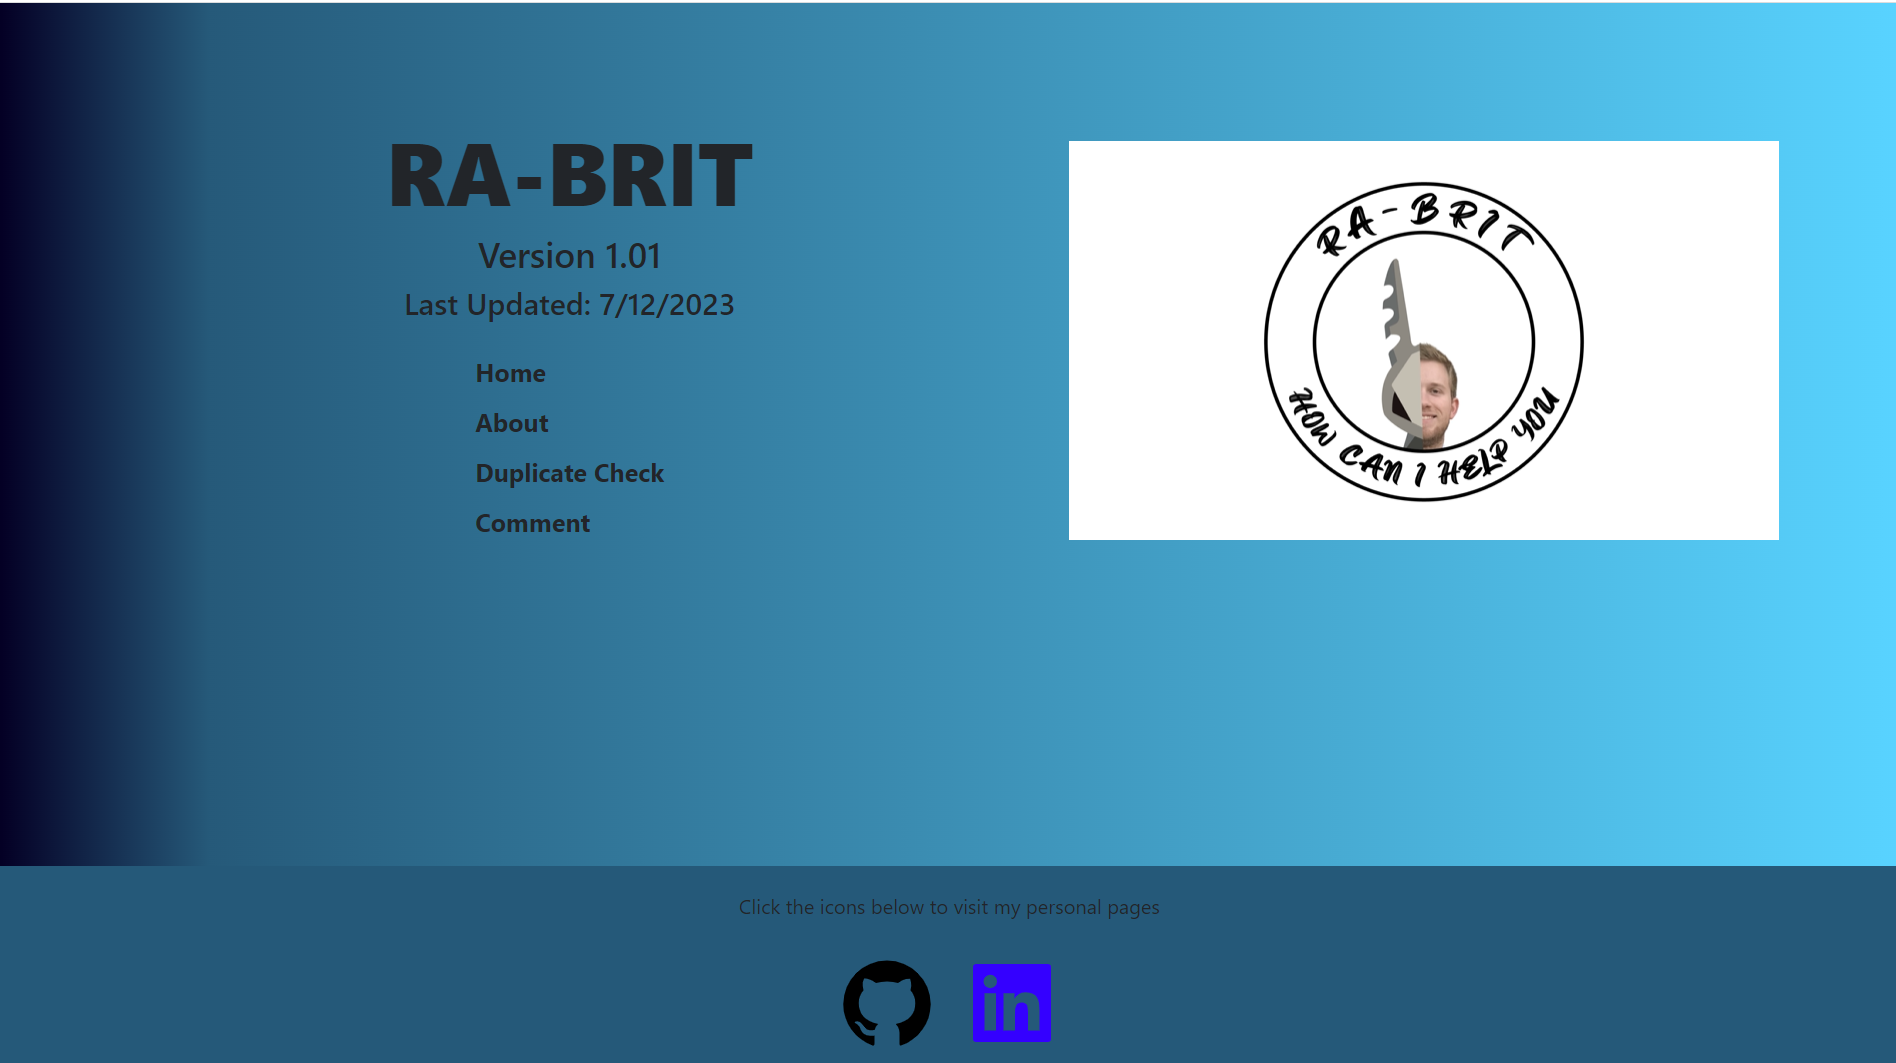 RA-BRIT
Version 1.01
Last Updated: 7/12/2023
Home
About
Duplicate Check
Comment
RA-BRIT
HOW CAN I HELP YOU
Click the icons below to visit my personal pages
in